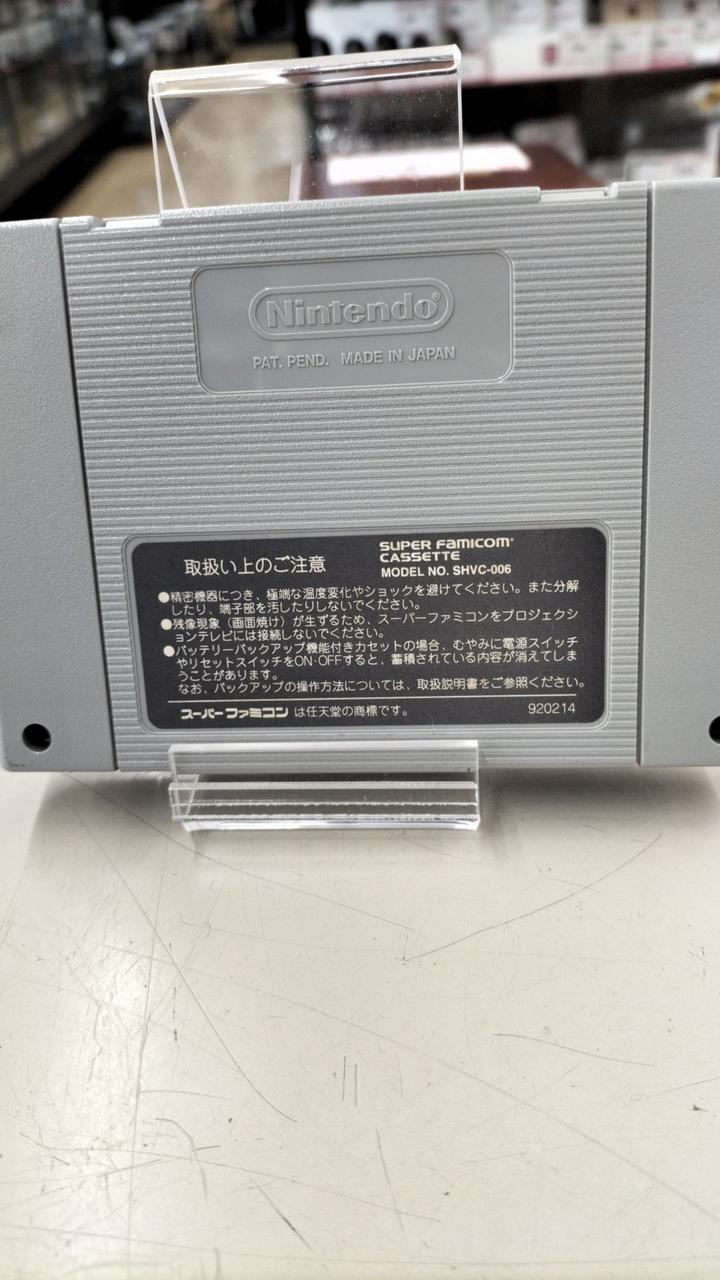 Nintendo®
PAT. PEND. MADE IN JAPAN
取扱い上のご注意
SUPER FAMICOM®
CASSETTE
MODEL NO. SHVC-006
●精密機器につき、極端な温度変化やショックを避けてください。また分解
したり、端子部を汚したりしないでください。
●残像現象（画面焼け）が生ずるため、スーパーファミコンをプロジェクシ
ョンテレビには接続しないでください。
●バッテリーバックアップ機能付きカセットの場合、むやみに電源スイッチ
やリセットスイッチをON・OFFすると、蓄積されている内容が消えてしま
うことがあります。
なお、バックアップの操作方法については、取扱説明書をご参照ください。
スーパーファミコン は任天堂の商標です。
920214